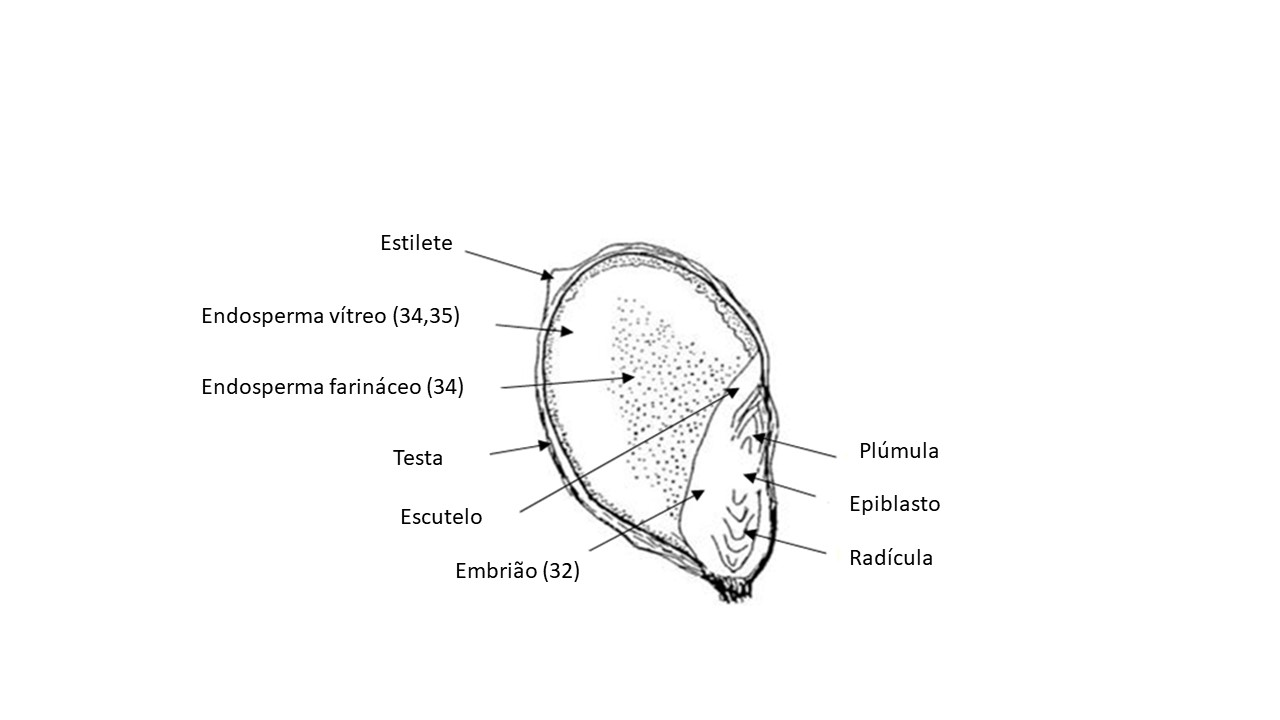 Estilete
Endosperma vítreo (34,35)
Endosperma farináceo (34)
Testa
Escutelo
Embrião (32)
Plúmula
Epiblasto
Radícula